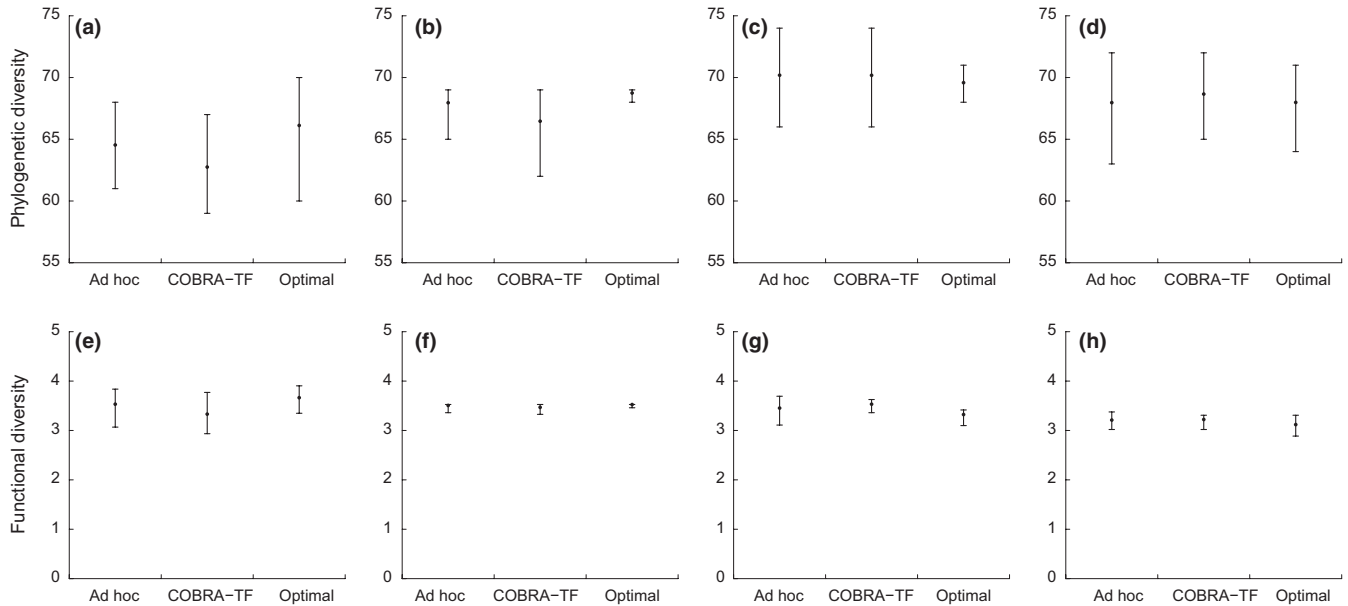 (a)
Phylogenetic diversity
75
70
65
60
55
Ad hoc COBRA−TF Optimal
(b)
75
70
65
60
55
Ad hoc COBRA−TF Optimal
(c)
75
70
65
60
55
Ad hoc COBRA−TF Optimal
(d)
75
70
65
60
55
Ad hoc COBRA−TF Optimal
(e)
Functional diversity
5
4
3
2
1
0
Ad hoc COBRA−TF Optimal
(f)
5
4
3
2
1
0
Ad hoc COBRA−TF Optimal
(g)
5
4
3
2
1
0
Ad hoc COBRA−TF Optimal
(h)
5
4
3
2
1
0
Ad hoc COBRA−TF Optimal